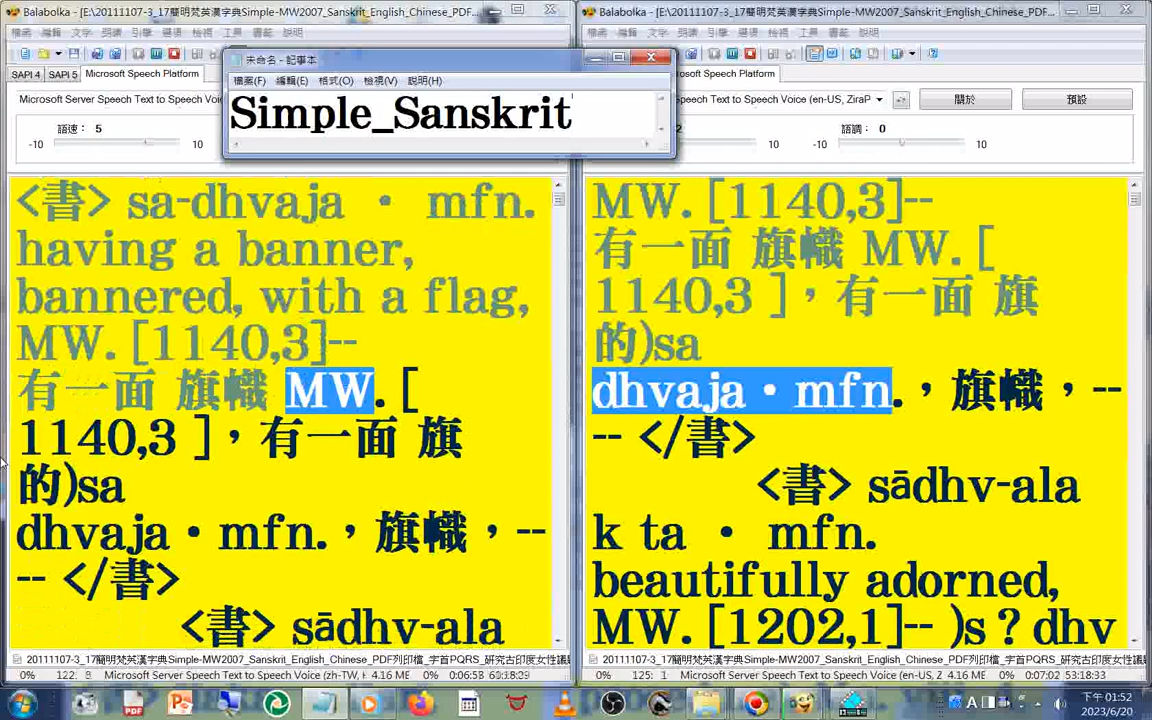 Balabolka - [E:\20111107-3_17簡明梵英漢字典Simple-MW2007_Sanskrit_English_Chinese_PDF...
Balabolka - [E:\20111107-3_17簡明梵英漢字典Simple-MW2007_Sanskrit_English_Chinese_PDF...
未命名 - 記事本
檔案(F) 編輯(E) 格式(O) 檢視(V) 說明(H)
Simple_Sanskrit
SAPI 4 SAPI 5 Microsoft Speech Platform
Speech Platform
Microsoft Server Speech Text to Speech Voi
Speech Text to Speech Voice (en-US, ZiraP
關於 預設
語速： 5
-10 10
2
10
語調： 0
-10 10
<書> sa-dhvaja • mfn.
having a banner,
bannered, with a flag,
MW. [1140,3]--
有一面 旗幟 MW. [
1140,3 ]，有一面 旗
的)sa
dhvaja • mfn.，旗幟，--
-- </書>
<書> sādhv-ala
MW. [1140,3]--
有一面 旗幟 MW. [
1140,3 ]，有一面 旗
的)sa
dhvaja • mfn.，旗幟，--
-- </書>
<書> sādhv-ala
k ta • mfn.
beautifully adorned,
MW. [1202,1]-- )s？dhv
20111107-3_17簡明梵英漢字典Simple-MW2007_Sanskrit_English_Chinese_PDF列印檔_字首PQRS_研究古印度女性議
20111107-3_17簡明梵英漢字典Simple-MW2007_Sanskrit_English_Chinese_PDF列印檔_字首PQRS_研究古印度女性議
0% 122: Microsoft Server Speech Text to Speech Voice (zh-TW, H 4.16 MB 0% 0:06:58
0% 125: 1 Microsoft Server Speech Text to Speech Voice (en-US, Z 4.16 MB 0% 0:07:02 53:18:33
下午 01:52
2023/6/20